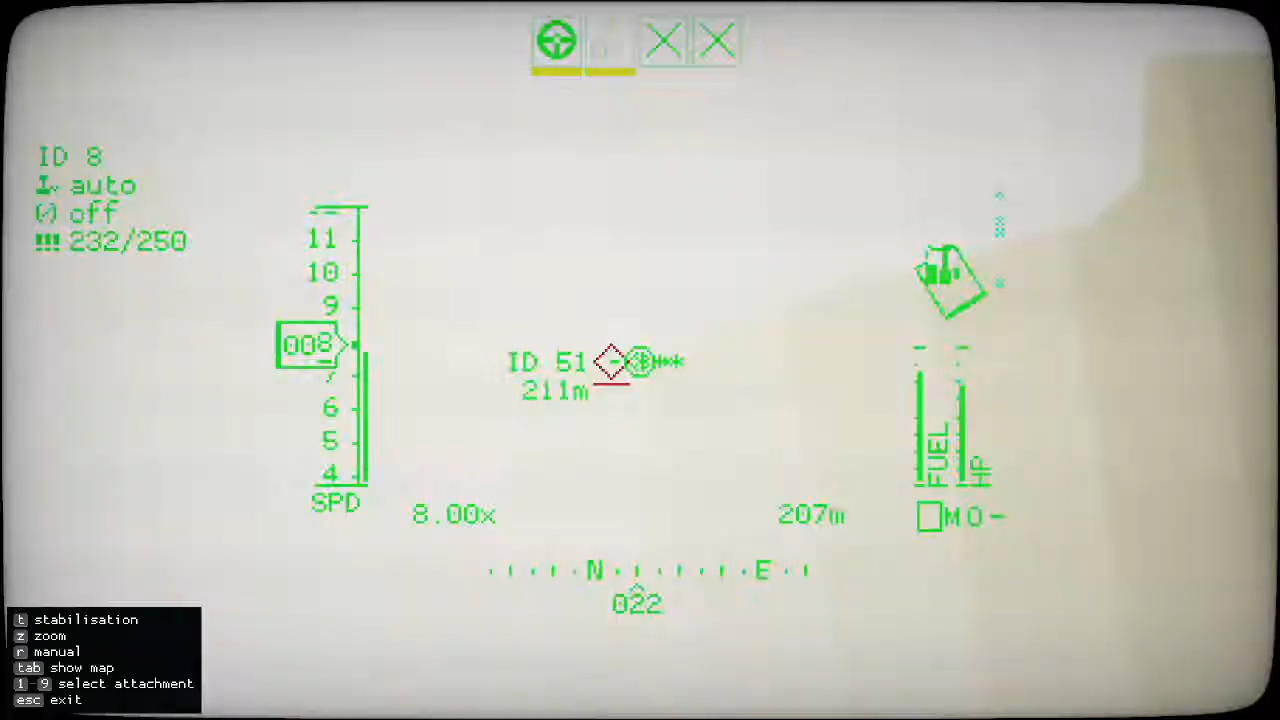 ID 8
auto
off
!!! 232/250
11
10
9
008
7
6
5
4
SPD
ID 51
211m
8.00x
207m
FUEL
HP
MO-
N E
022
t stabilisation
z zoom
r manual
tab show map
1-9 select attachment
esc exit